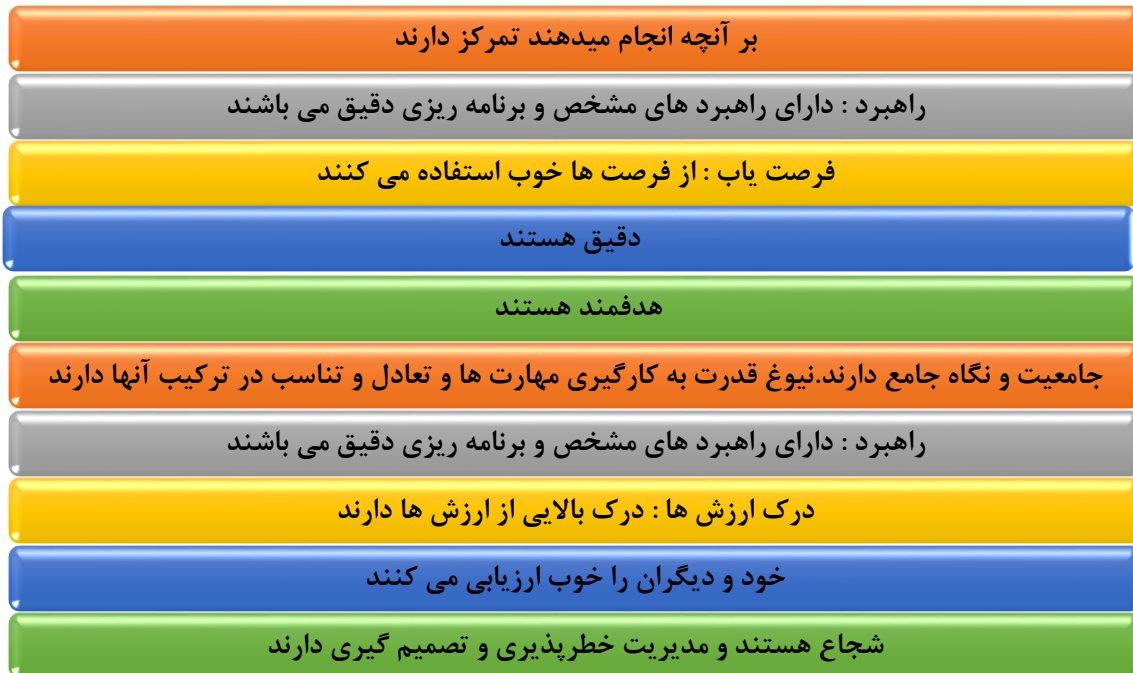 بر آنچه انجام میدهند تمرکز دارند
راهبرد : دارای راهبرد های مشخص و برنامه ریزی دقیق می باشند
فرصت یاب : از فرصت ها خوب استفاده می کنند
دقیق هستند
هدفمند هستند
جامعیت و نگاه جامع دارند.نیوغ قدرت به کارگیری مهارت ها و تعادل و تناسب در ترکیب آنها دارند
راهبرد : دارای راهبرد های مشخص و برنامه ریزی دقیق می باشند
درک ارزش ها : درک بالایی از ارزش ها دارند
خود و دیگران را خوب ارزیابی می کنند
شجاع هستند و مدیریت خطرپذیری و تصمیم گیری دارند